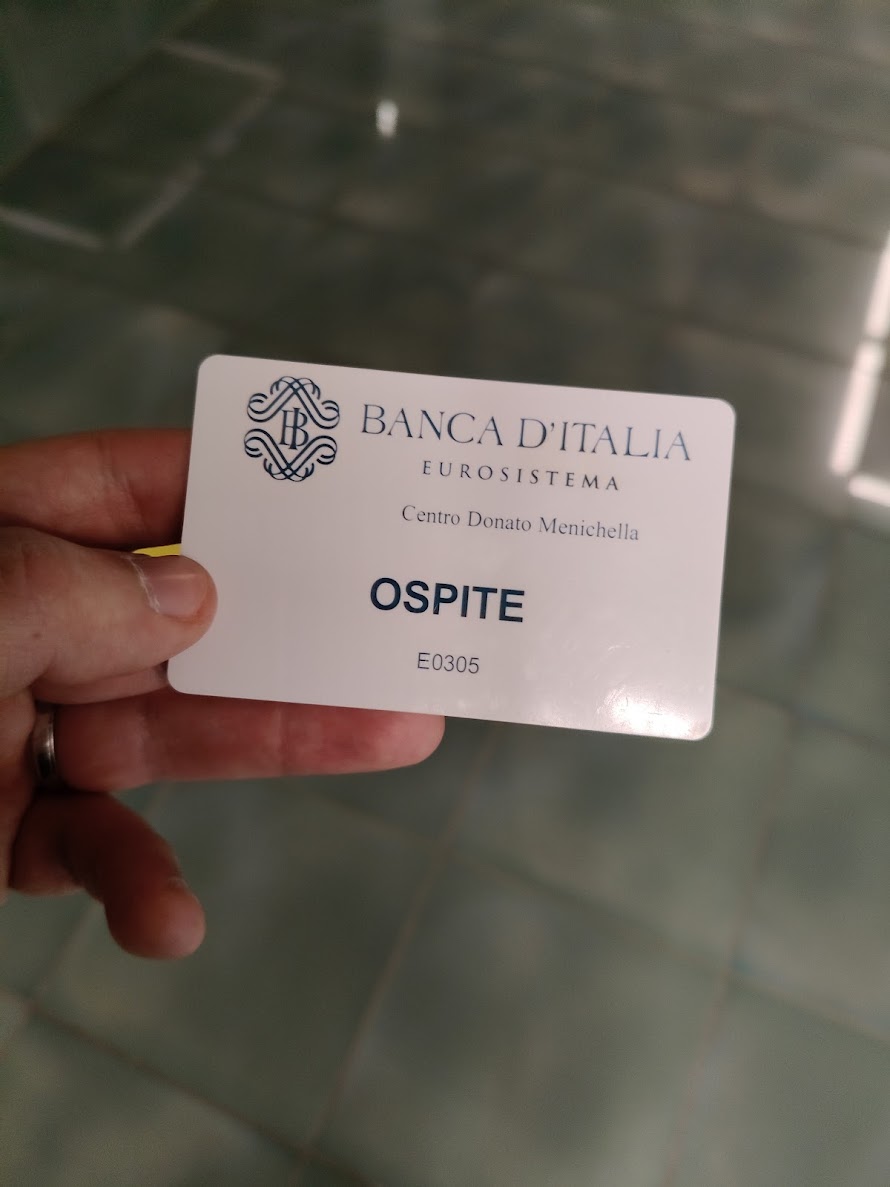 BANCA D'ITALIA
EUROSISTEMA
Centro Donato Menichella
OSPITE
E0305